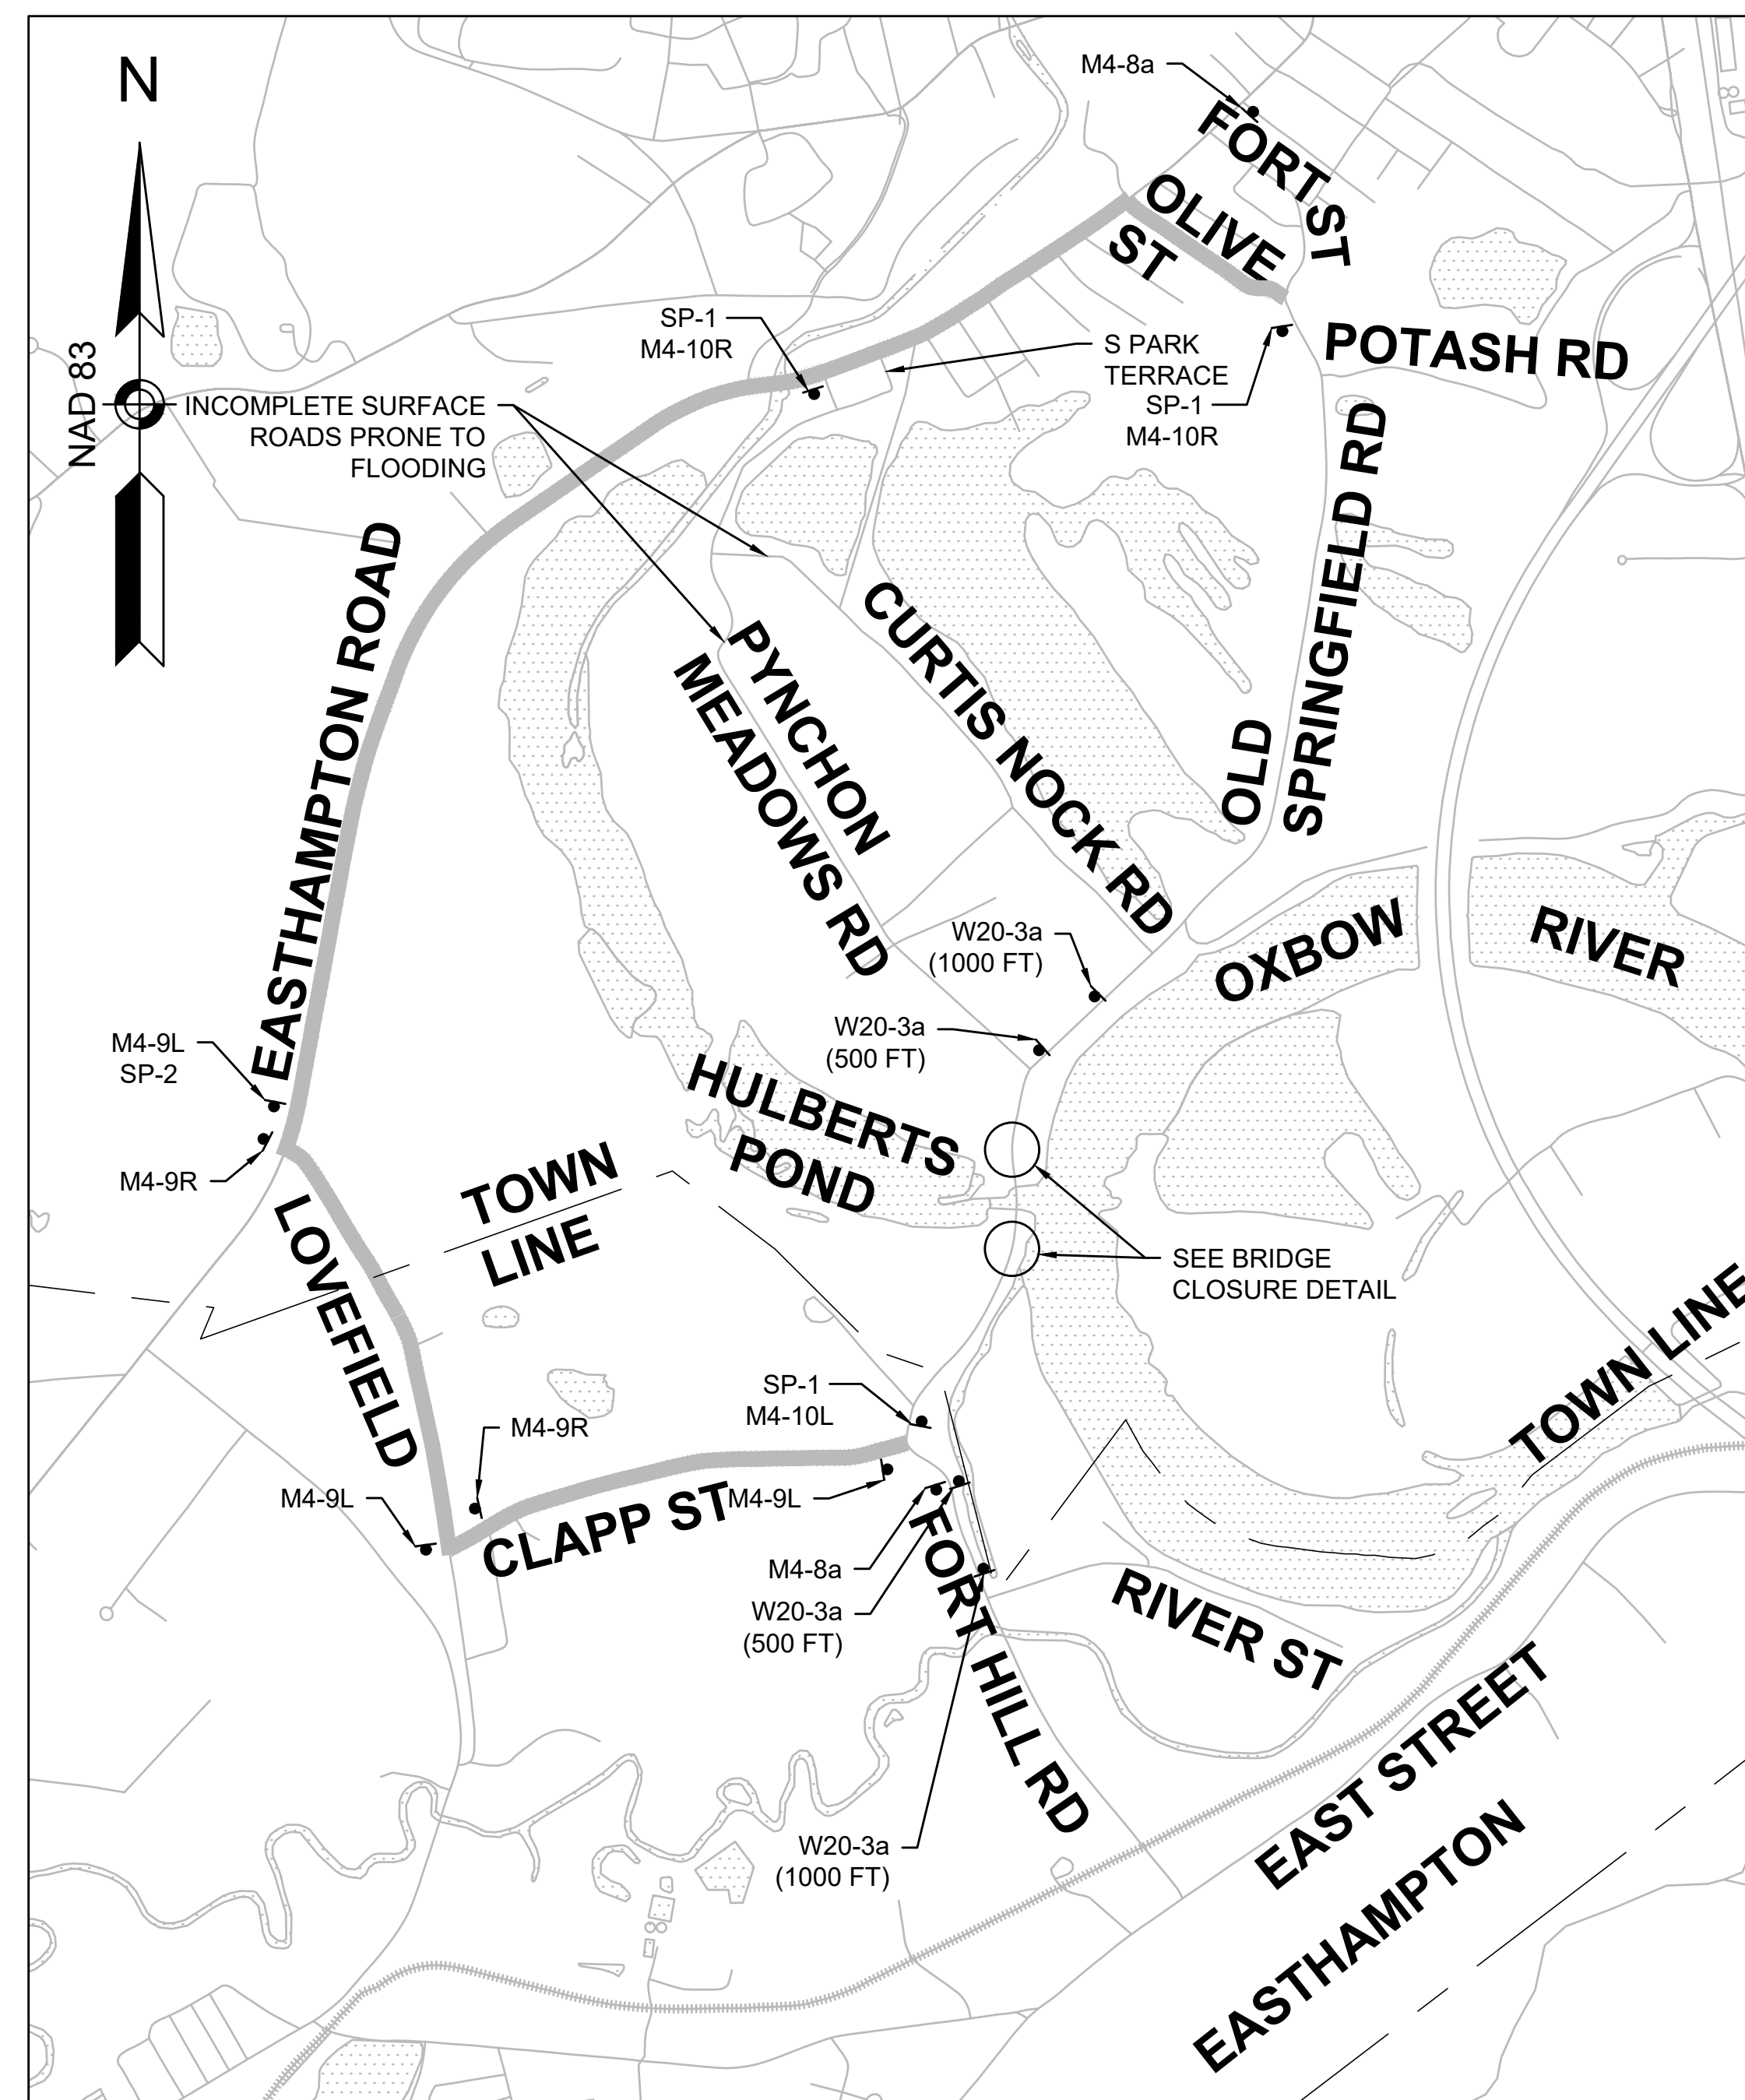 N
M4-8a
FORT ST
OLIVE
ST
SP-1
M4-10R
S PARK
TERRACE
SP-1
M4-10R
POTASH RD
NAD 83
INCOMPLETE SURFACE
ROADS PRONE TO
FLOODING
EASTHAMPTON ROAD
PYNCHON
MEADOWS RD
CURTIS NOCK RD
OLD
SPRINGFIELD RD
W20-3a
(1000 FT)
OXBOW
RIVER
W20-3a
(500 FT)
M4-9L
SP-2
M4-9R
HULBERTS
POND
TOWN
LINE
LOVEFIELD
SEE BRIDGE
CLOSURE DETAIL
TOWN LINE
SP-1
M4-10L
M4-9R
M4-9L
M4-9L
CLAPP ST
M4-8a
W20-3a
(500 FT)
FORT HILL RD
RIVER ST
W20-3a
(1000 FT)
EAST STREET
EASTHAMPTON